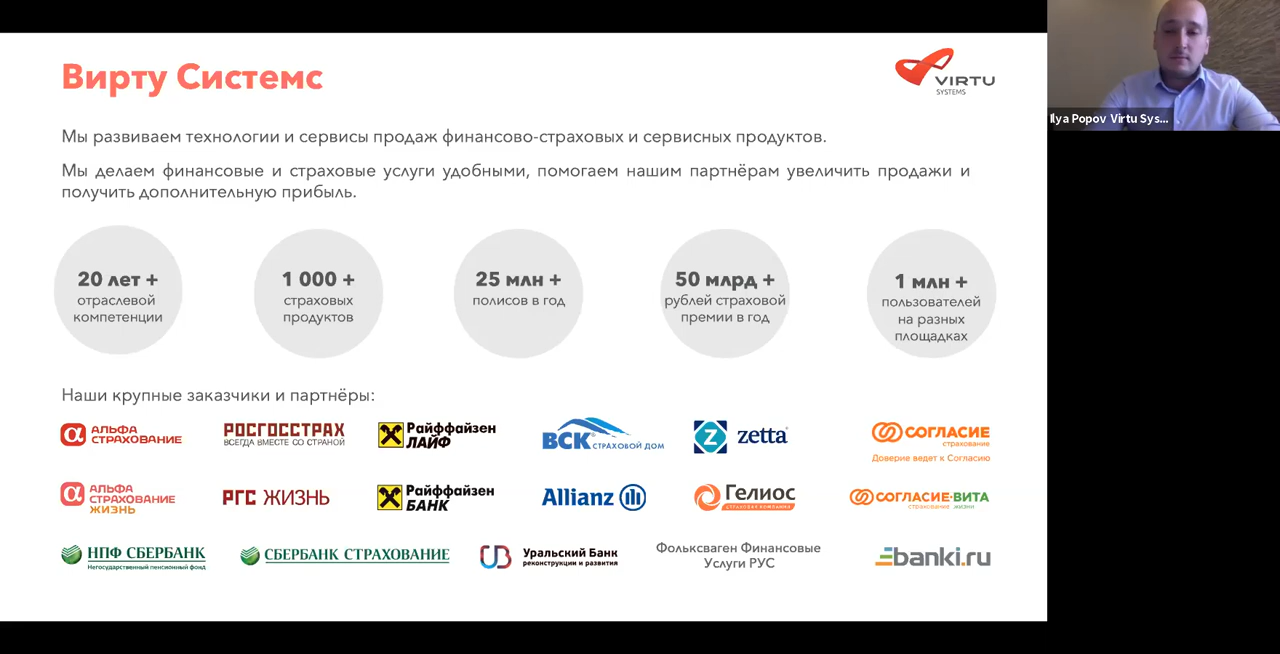 Вирту Системс
VIRTU
SYSTEMS
Ilya Popov Virtu Sys...
Мы развиваем технологии и сервисы продаж финансово-страховых и сервисных продуктов.
Мы делаем финансовые и страховые услуги удобными, помогаем нашим партнёрам увеличить продажи и
получить дополнительную прибыль.
20 лет +
отраслевой
компетенции
1 000 +
страховых
продуктов
25 млн +
полисов в год
50 млрд +
рублей страховой
премии в год
1 млн +
пользователей
на разных
площадках
Наши крупные заказчики и партнёры:
α АЛЬФА
СТРАХОВАНИЕ
РОСГОССТРАХ
ВСЕГДА ВМЕСТЕ СО СТРАНОЙ
Райффайзен
ЛАЙФ
ВСК СТРАХОВОЙ ДОМ
Z zetta
СОГЛАСИЕ
страхование
Доверие ведет к Согласию
α АЛЬФА
СТРАХОВАНИЕ
ЖИЗНЬ
РГС ЖИЗНЬ
Райффайзен
БАНК
Allianz
Гелиос
СТРАХОВАЯ КОМПАНИЯ
СОГЛАСИЕ·ВИТА
страхование жизни
НПФ СБЕРБАНК
Негосударственный пенсионный фонд
СБЕРБАНК СТРАХОВАНИЕ
Уральский Банк
реконструкции и развития
Фольксваген Финансовые
Услуги РУС
banki.ru